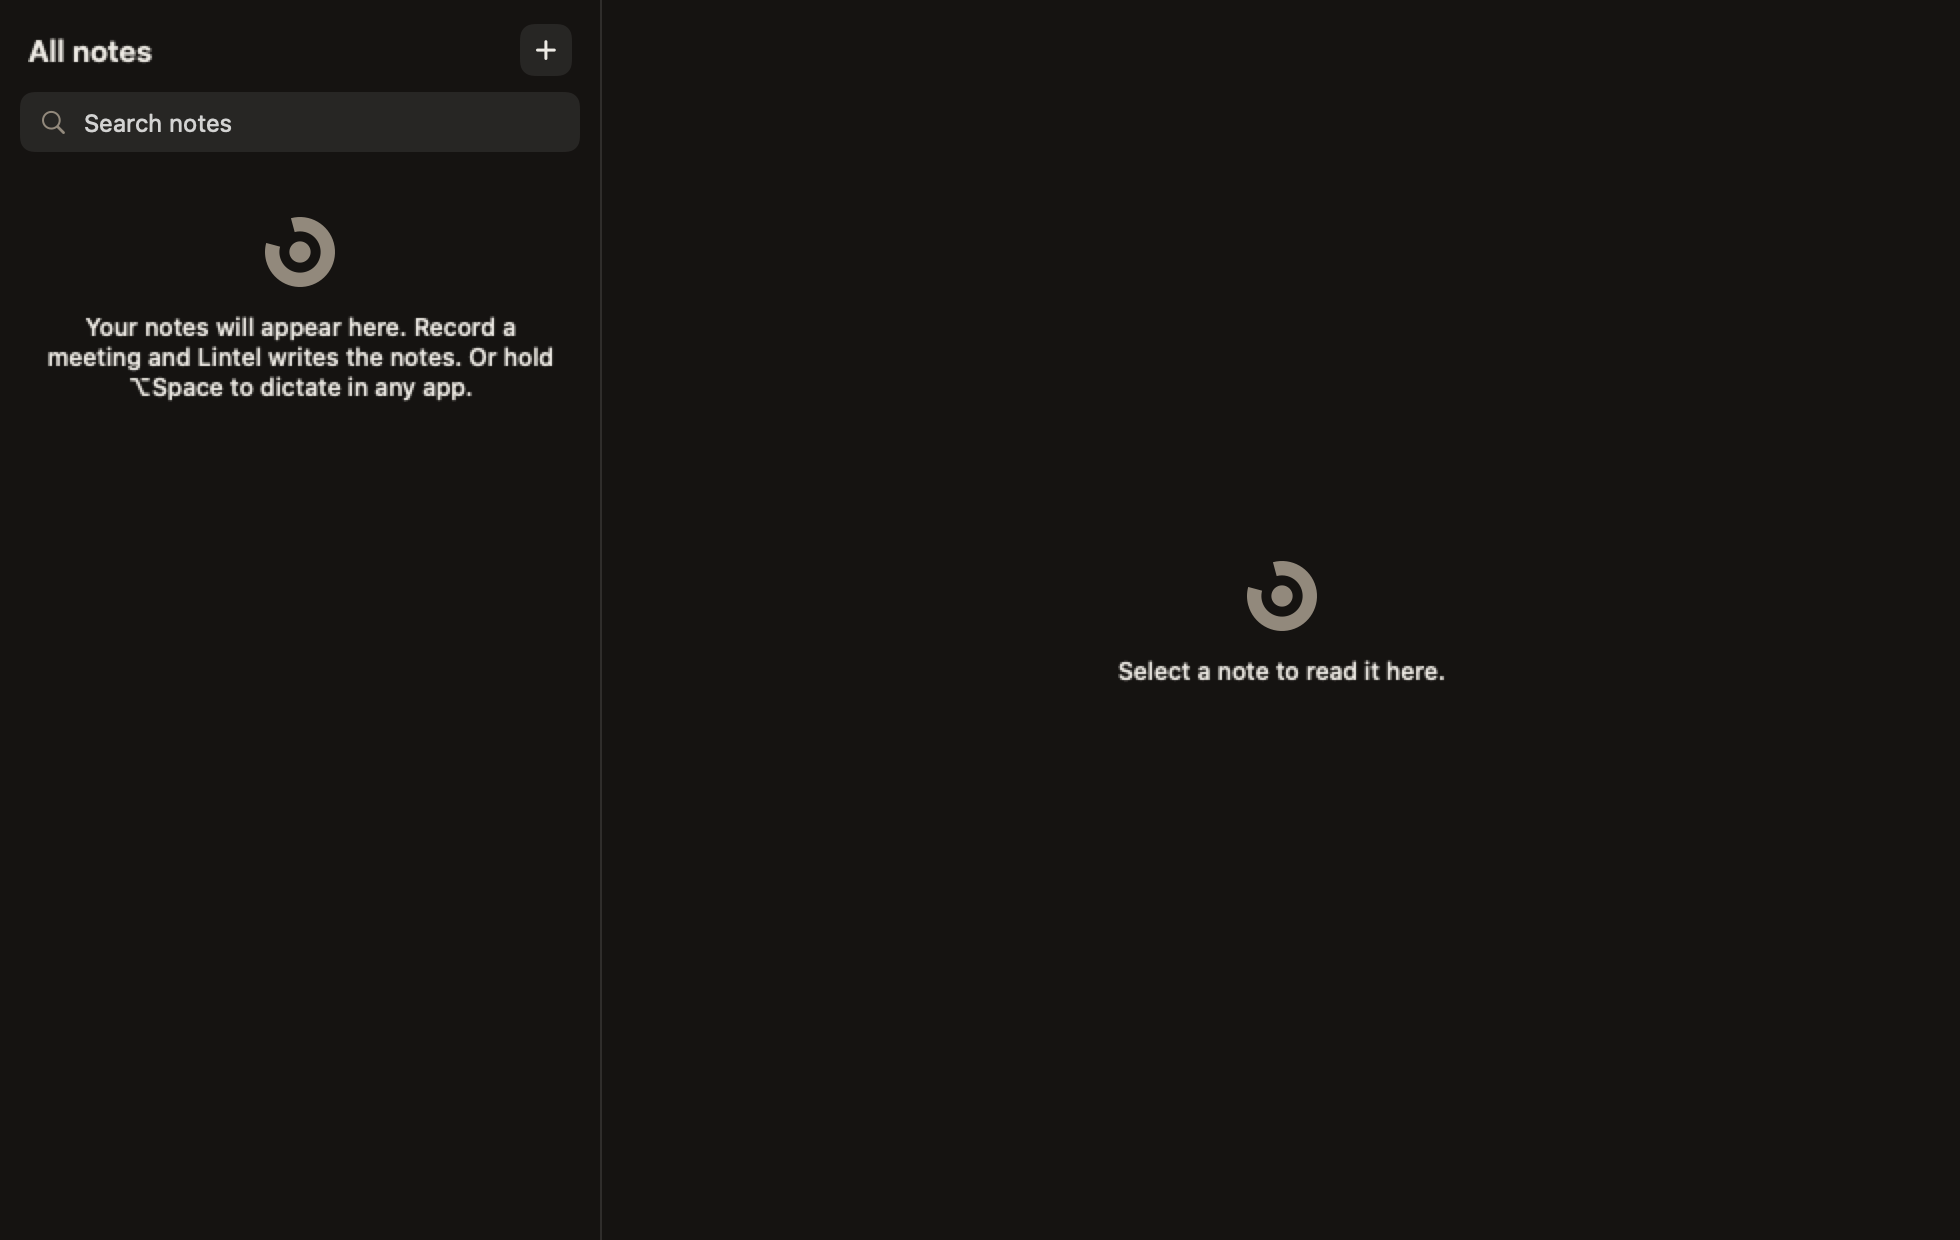 All notes
Search notes
Your notes will appear here. Record a
meeting and Lintel writes the notes. Or hold
⌥Space to dictate in any app.
Select a note to read it here.